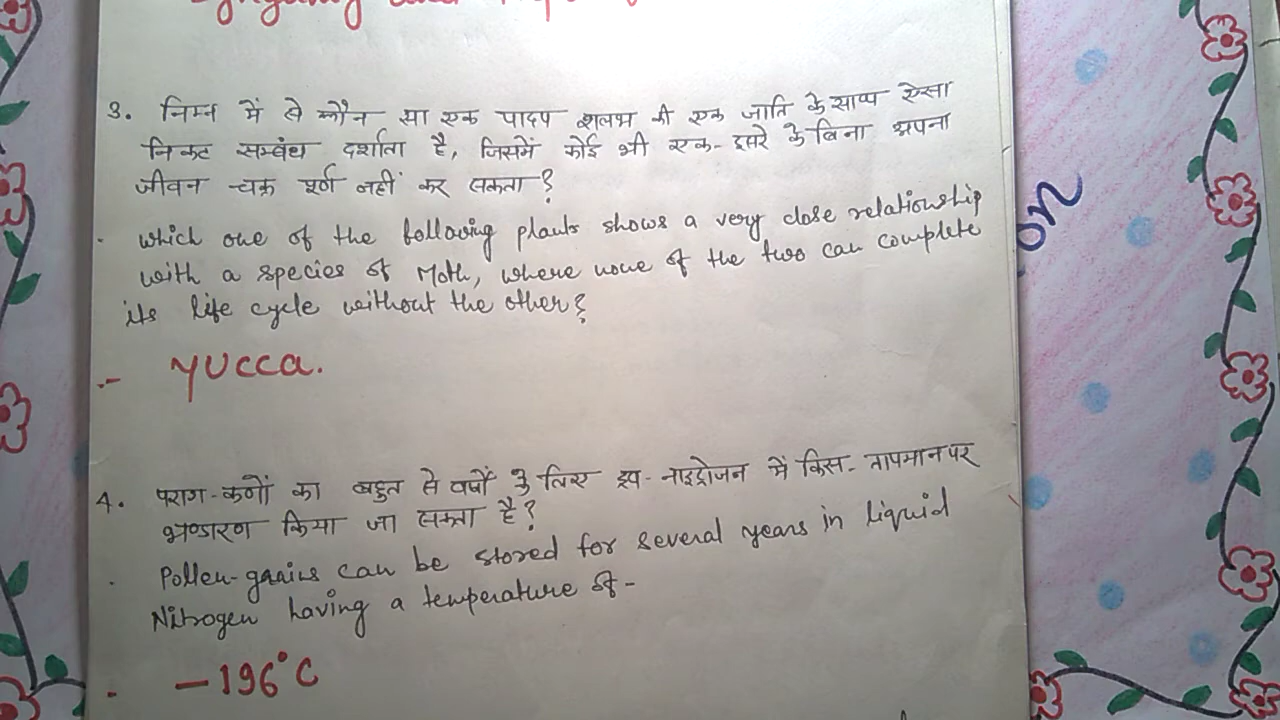 3. निम्न में से कौन सा एक पादप शलभ की एक जाति के साथ ऐसा
निकट सम्बंध दर्शाता है, जिसमें कोई भी एक-दूसरे के बिना अपना
जीवन चक्र पूर्ण नहीं कर सकता?
. which one of the following plants shows a very close relationship
with a species of Moth, where none of the two can complete
its life cycle without the other?
.- YUCCA.
4. पराग-कणों का बहुत से वर्षों के लिए द्रव-नाइट्रोजन में किस-तापमान पर
भण्डारण किया जा सकता है?
. Pollen-grains can be stored for several years in liquid
Nitrogen having a temperature of -
. -196°C
on